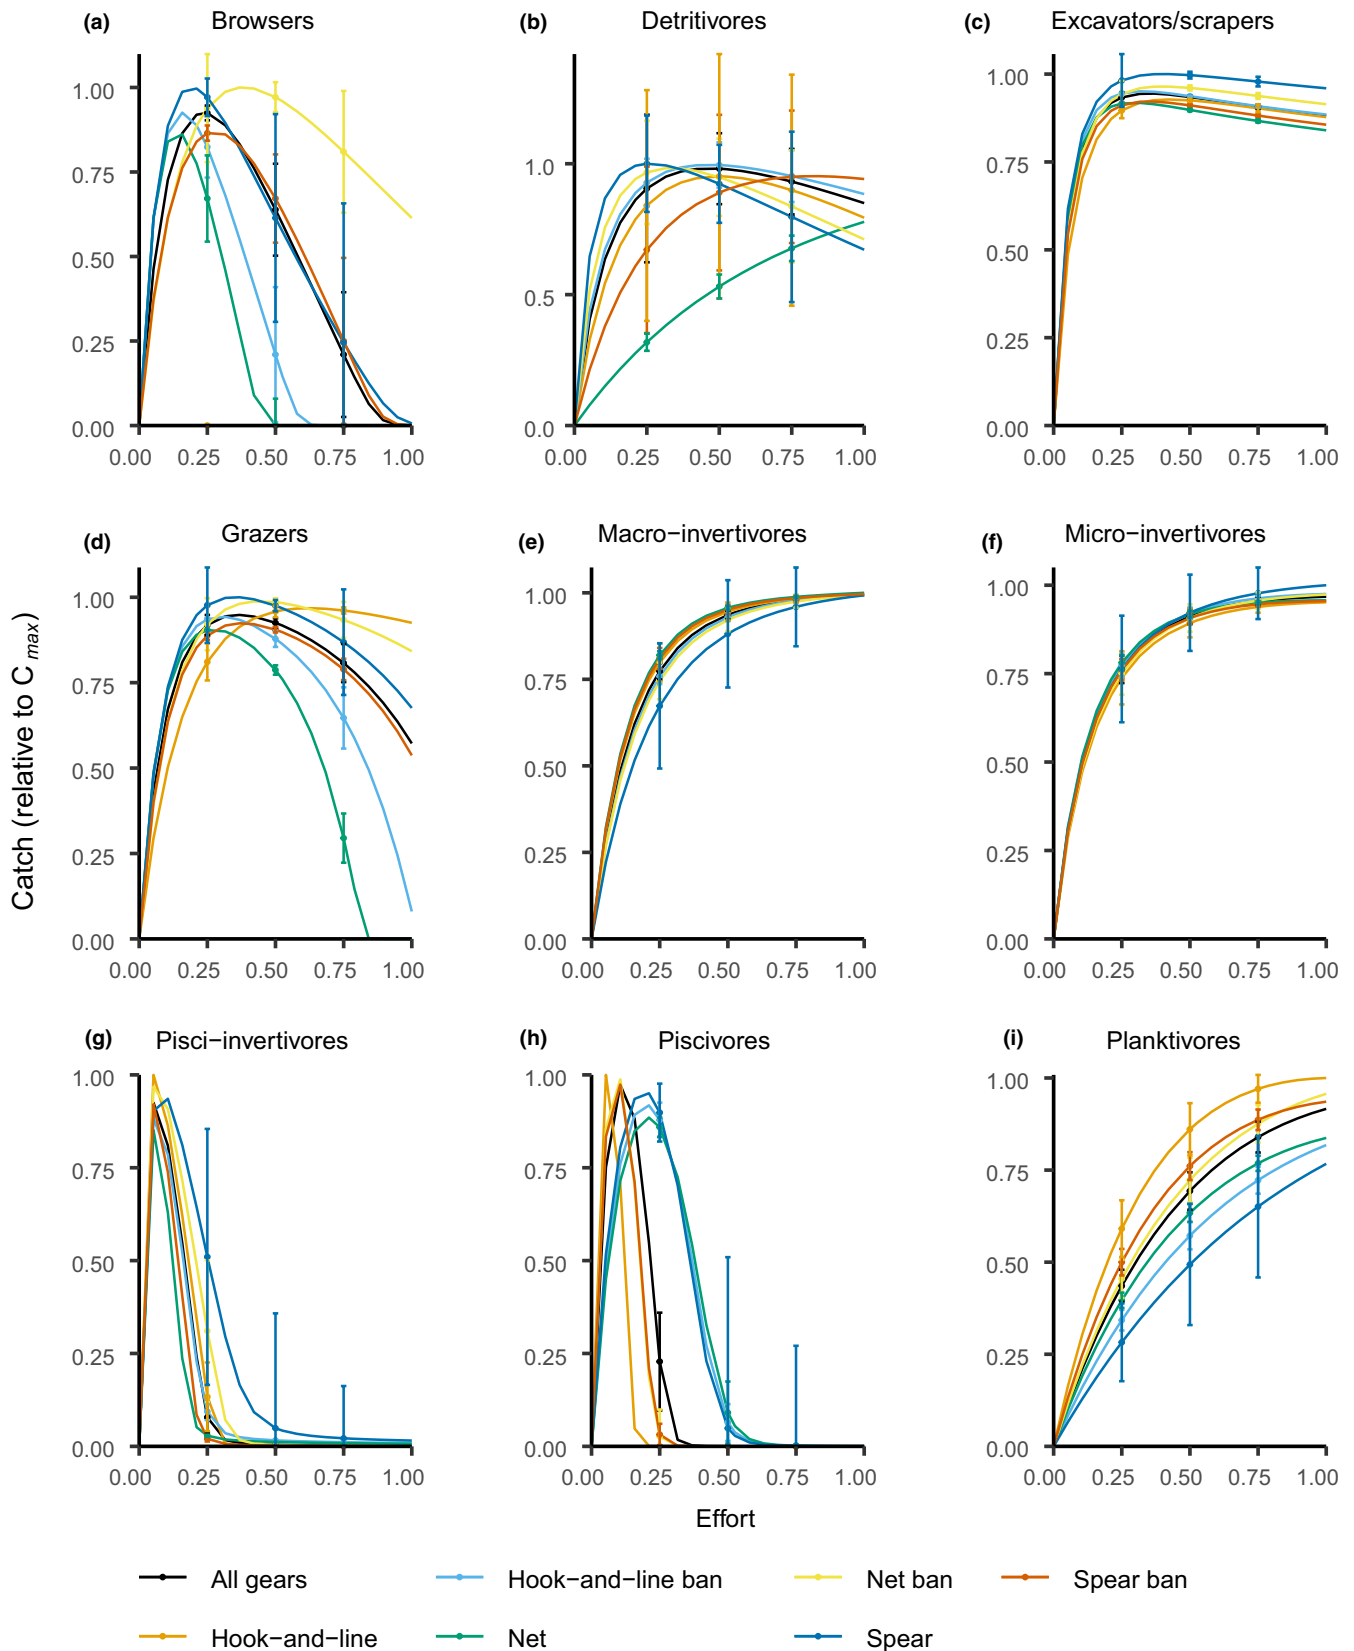 (a) Browsers
(b) Detritivores
(c) Excavators/scrapers
1.00
0.75
0.50
0.25
0.00
0.00 0.25 0.50 0.75 1.00
1.0
0.5
0.0
0.00 0.25 0.50 0.75 1.00
1.00
0.75
0.50
0.25
0.00
0.00 0.25 0.50 0.75 1.00
(d) Grazers
(e) Macro−invertivores
(f) Micro−invertivores
1.00
0.75
0.50
0.25
0.00
0.00 0.25 0.50 0.75 1.00
1.00
0.75
0.50
0.25
0.00
0.00 0.25 0.50 0.75 1.00
1.00
0.75
0.50
0.25
0.00
0.00 0.25 0.50 0.75 1.00
Catch (relative to C max)
(g) Pisci−invertivores
(h) Piscivores
(i) Planktivores
1.00
0.75
0.50
0.25
0.00
0.00 0.25 0.50 0.75 1.00
1.00
0.75
0.50
0.25
0.00
0.00 0.25 0.50 0.75 1.00
1.00
0.75
0.50
0.25
0.00
0.00 0.25 0.50 0.75 1.00
Effort
All gears Hook−and−line ban Net ban Spear ban
Hook−and−line Net Spear